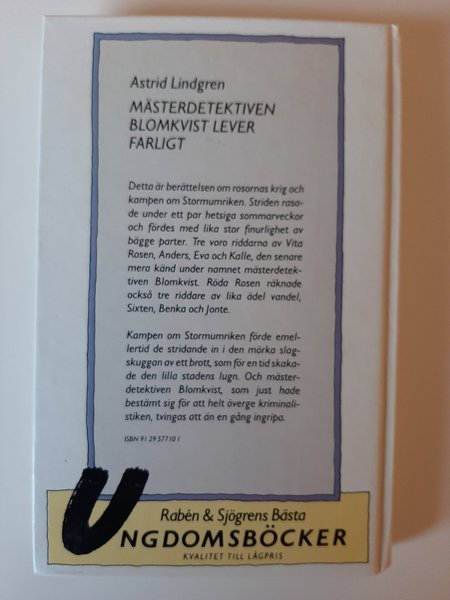 Astrid Lindgren
MÄSTERDETEKTIVEN
BLOMKVIST LEVER
FARLIGT
Detta är berättelsen om rosornas krig och
kampen om Stormumriken. Striden rasa-
de under ett par hetsiga sommarveckor
och fördes med lika stor finurlighet av
bägge parter. Tre voro riddarna av Vita
Rosen, Anders, Eva och Kalle, den senare
mera känd under namnet mästerdetek-
tiven Blomkvist. Röda Rosen räknade
också tre riddare av lika ädel vandel,
Sixten, Benka och Jonte.
Kampen om Stormumriken förde emel-
lertid de stridande in i den mörka slag-
skuggan av ett brott, som för en tid skaka-
de den lilla stadens lugn. Och mäster-
detektiven Blomkvist, som just hade
bestämt sig för att helt överge kriminali-
stiken, tvingas att än en gång ingripa.
ISBN 91 29 57710 1
Rabén & Sjögrens Bästa
UNGDOMSBÖCKER
KVALITET TILL LÅGPRIS